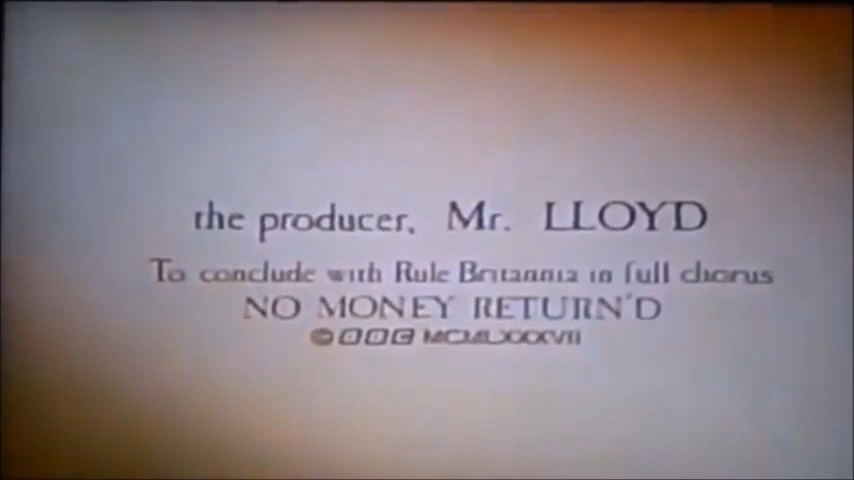 the producer, Mr. LLOYD
To conclude with Rule Britannia in full chorus
NO MONEY RETURN'D
© BBC MCMLXXXVII